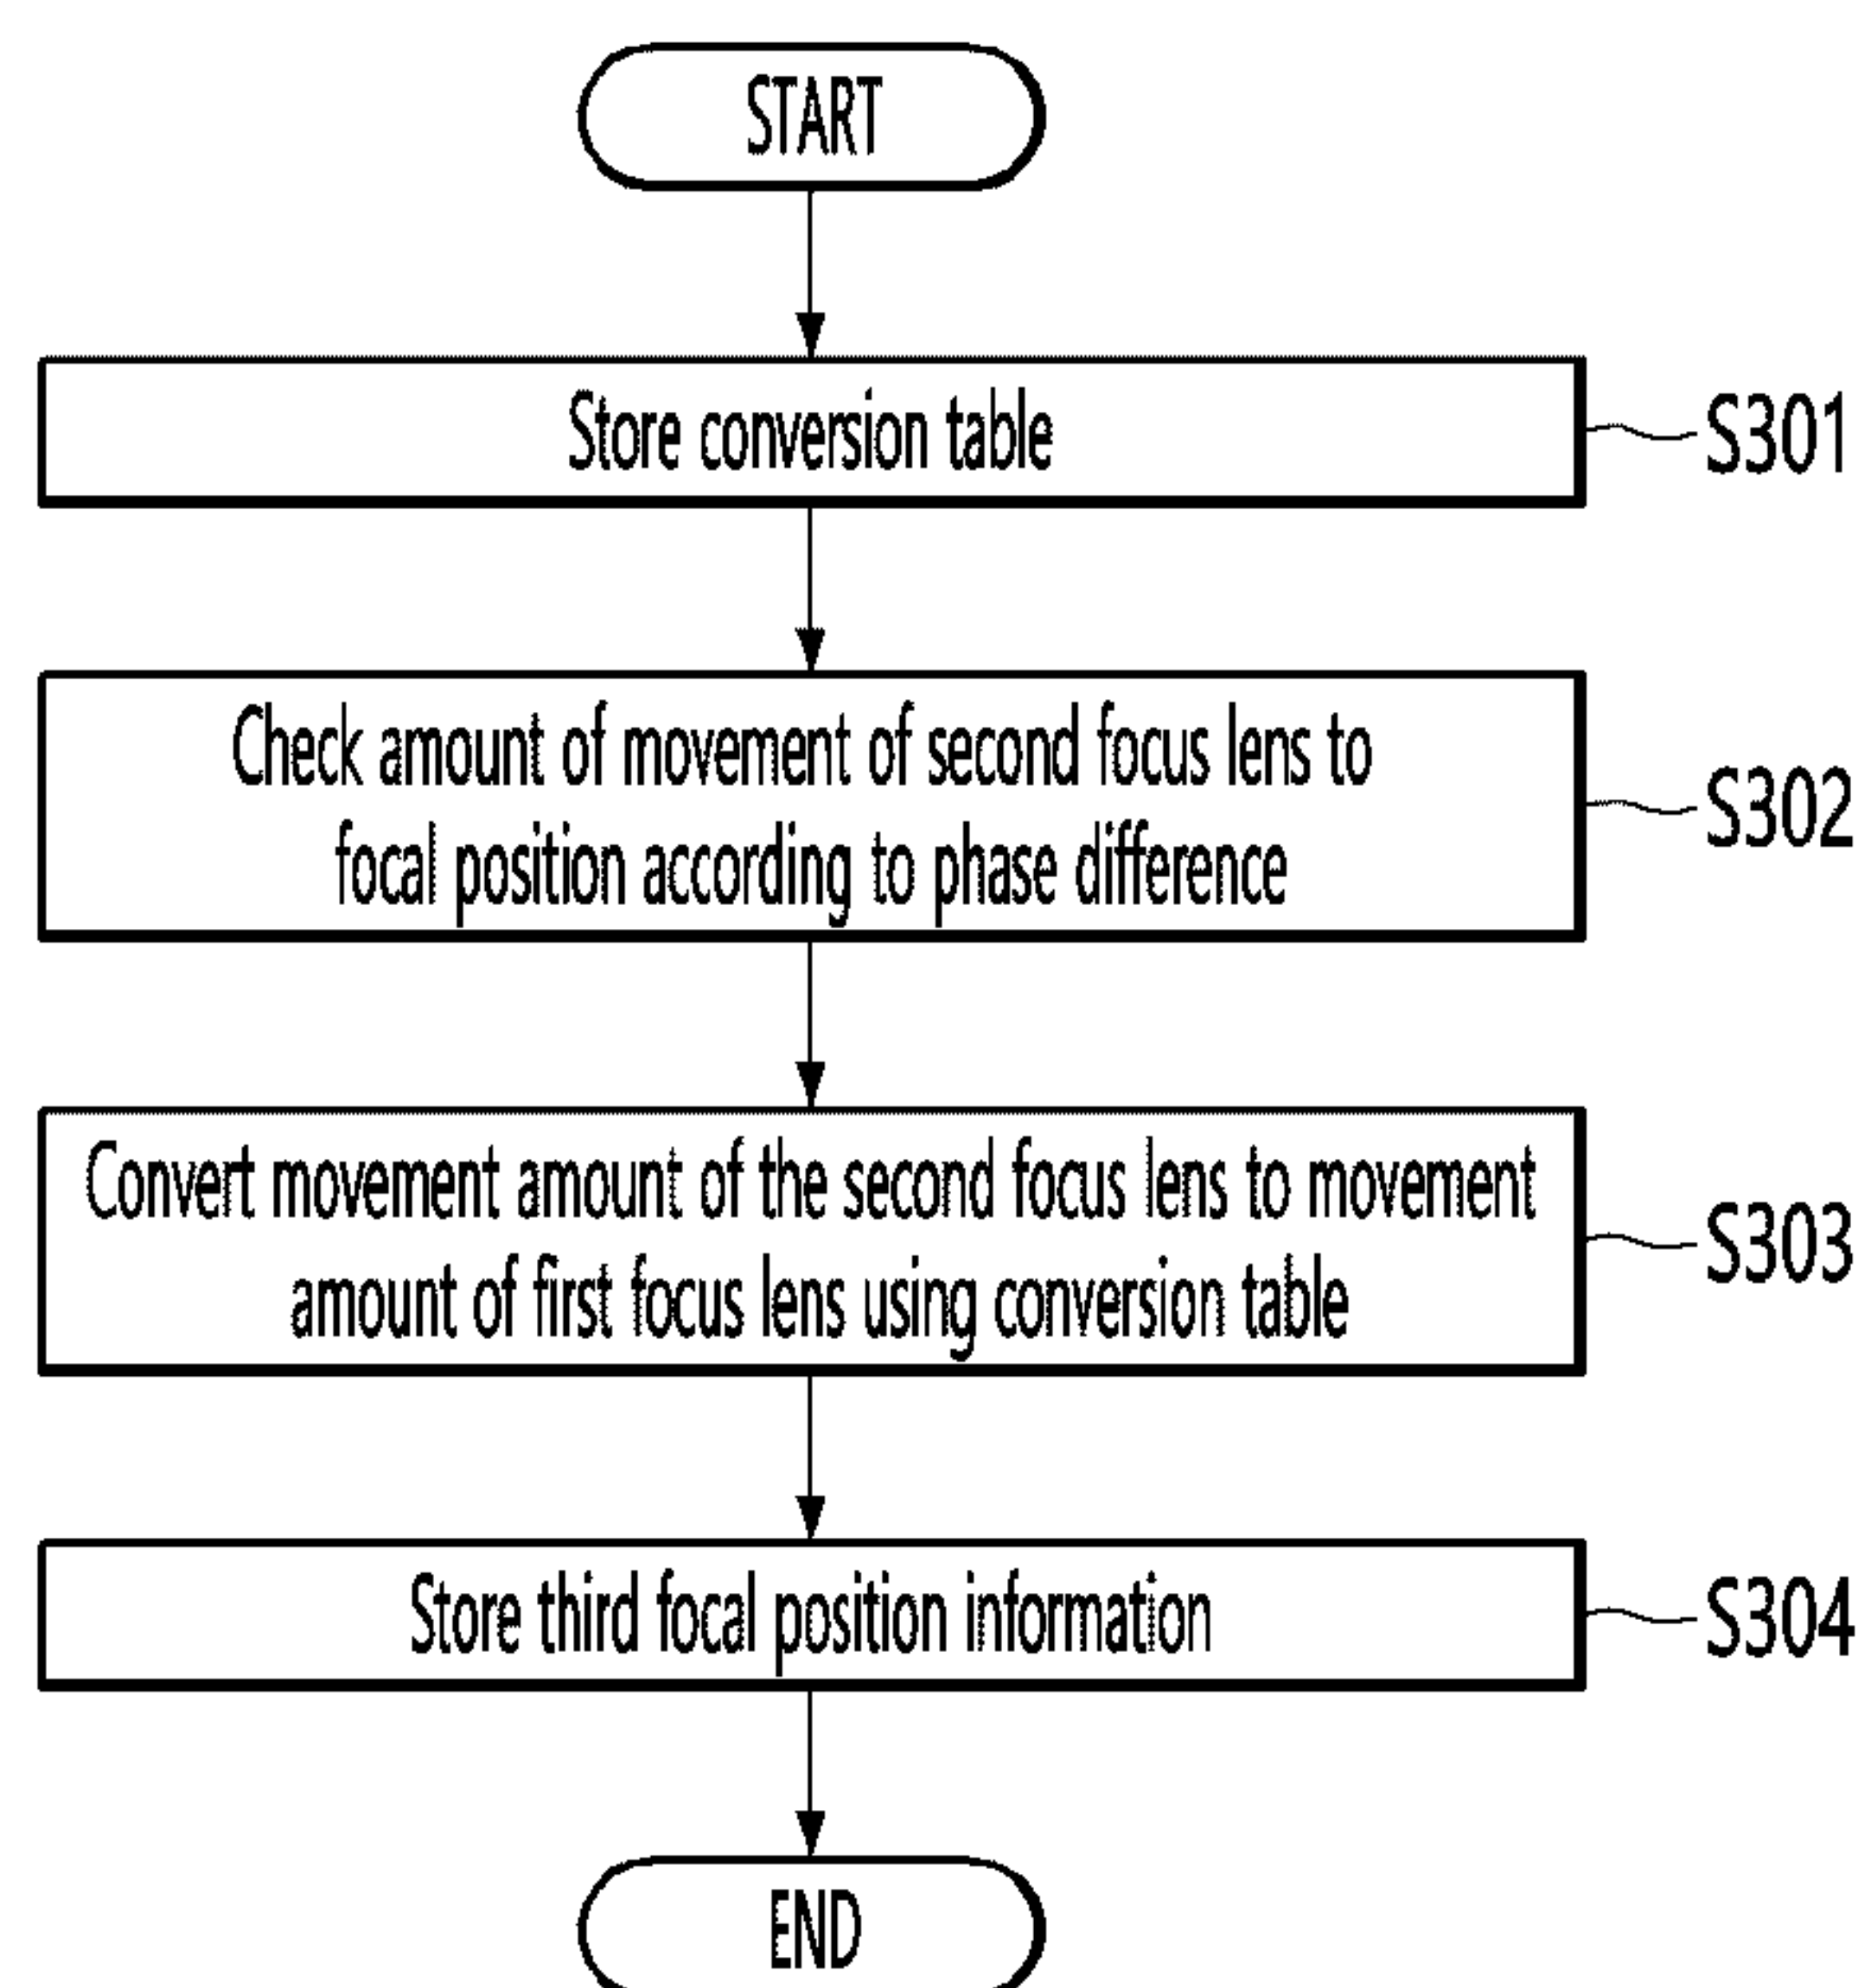 START
Store conversion table
S301
Check amount of movement of second focus lens to
focal position according to phase difference
S302
Convert movement amount of the second focus lens to movement
amount of first focus lens using conversion table
S303
Store third focal position information
S304
END